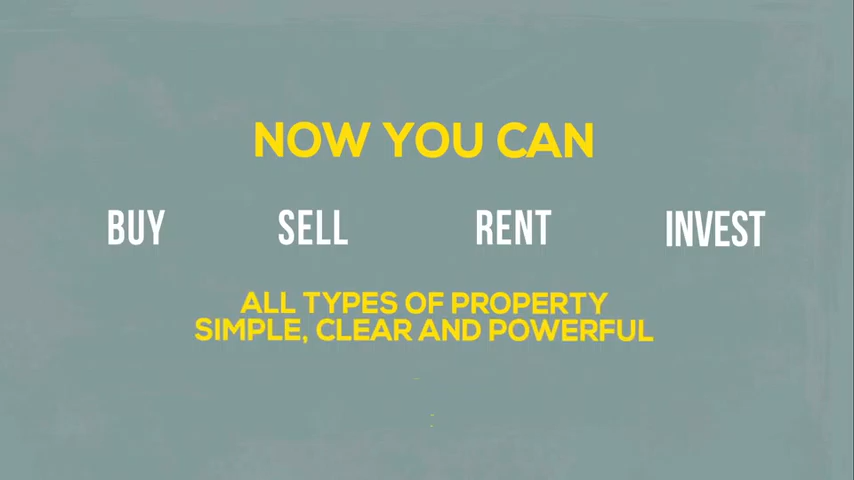 NOW YOU CAN
BUY SELL RENT INVEST
ALL TYPES OF PROPERTY
SIMPLE, CLEAR AND POWERFUL